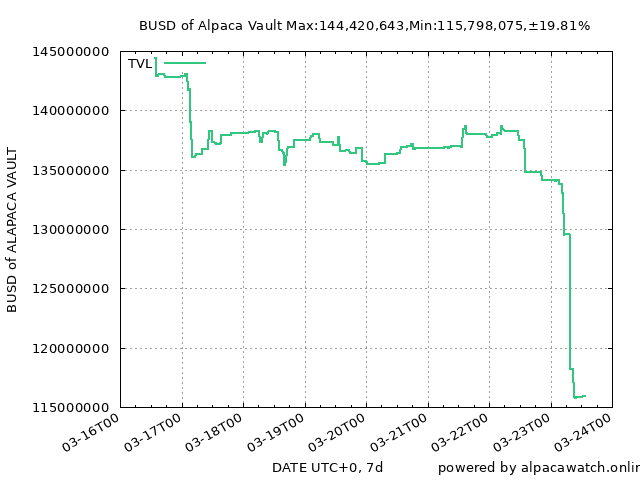 BUSD of Alpaca Vault Max:144,420,643,Min:115,798,075,±19.81%
TVL
145000000
140000000
135000000
130000000
125000000
120000000
115000000
BUSD of ALAPACA VAULT
03-16T00
03-17T00
03-18T00
03-19T00
03-20T00
03-21T00
03-22T00
03-23T00
03-24T00
DATE UTC+0, 7d
powered by alpacawatch.onlin